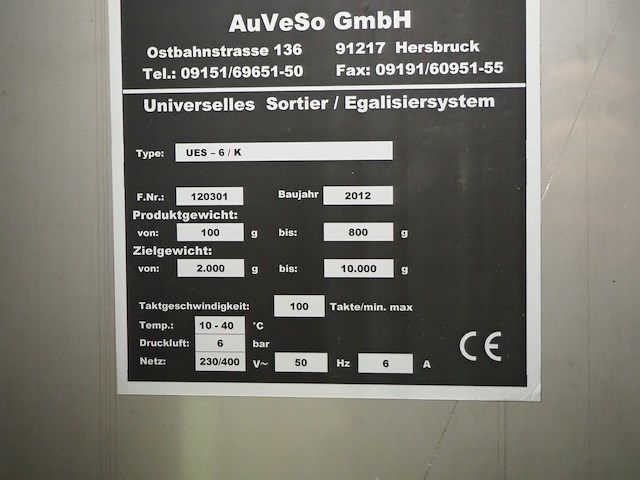 AuVeSo GmbH
Ostbahnstrasse 136 91217 Hersbruck
Tel.: 09151/69651-50 Fax: 09191/60951-55
Universelles Sortier / Egalisiersystem
Type: UES – 6 / K
F.Nr.: 120301 Baujahr 2012
Produktgewicht:
von: 100 g bis: 800 g
Zielgewicht:
von: 2.000 g bis: 10.000 g
Taktgeschwindigkeit: 100 Takte/min. max
Temp.: 10 - 40 °C
Druckluft: 6 bar
Netz: 230/400 V~ 50 Hz 6 A
CE